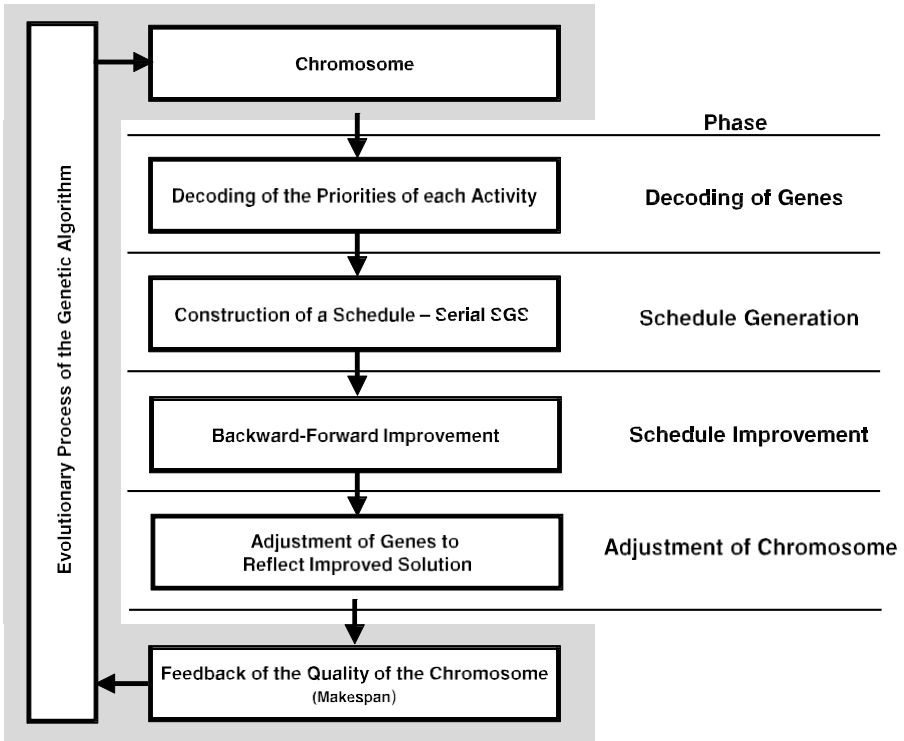 Chromosome
Phase
Decoding of the Priorities of each Activity
Decoding of Genes
Construction of a Schedule – Serial SGS
Schedule Generation
Backward-Forward Improvement
Schedule Improvement
Adjustment of Genes to
Reflect Improved Solution
Adjustment of Chromosome
Feedback of the Quality of the Chromosome
(Makespan)
Evolutionary Process of the Genetic Algorithm